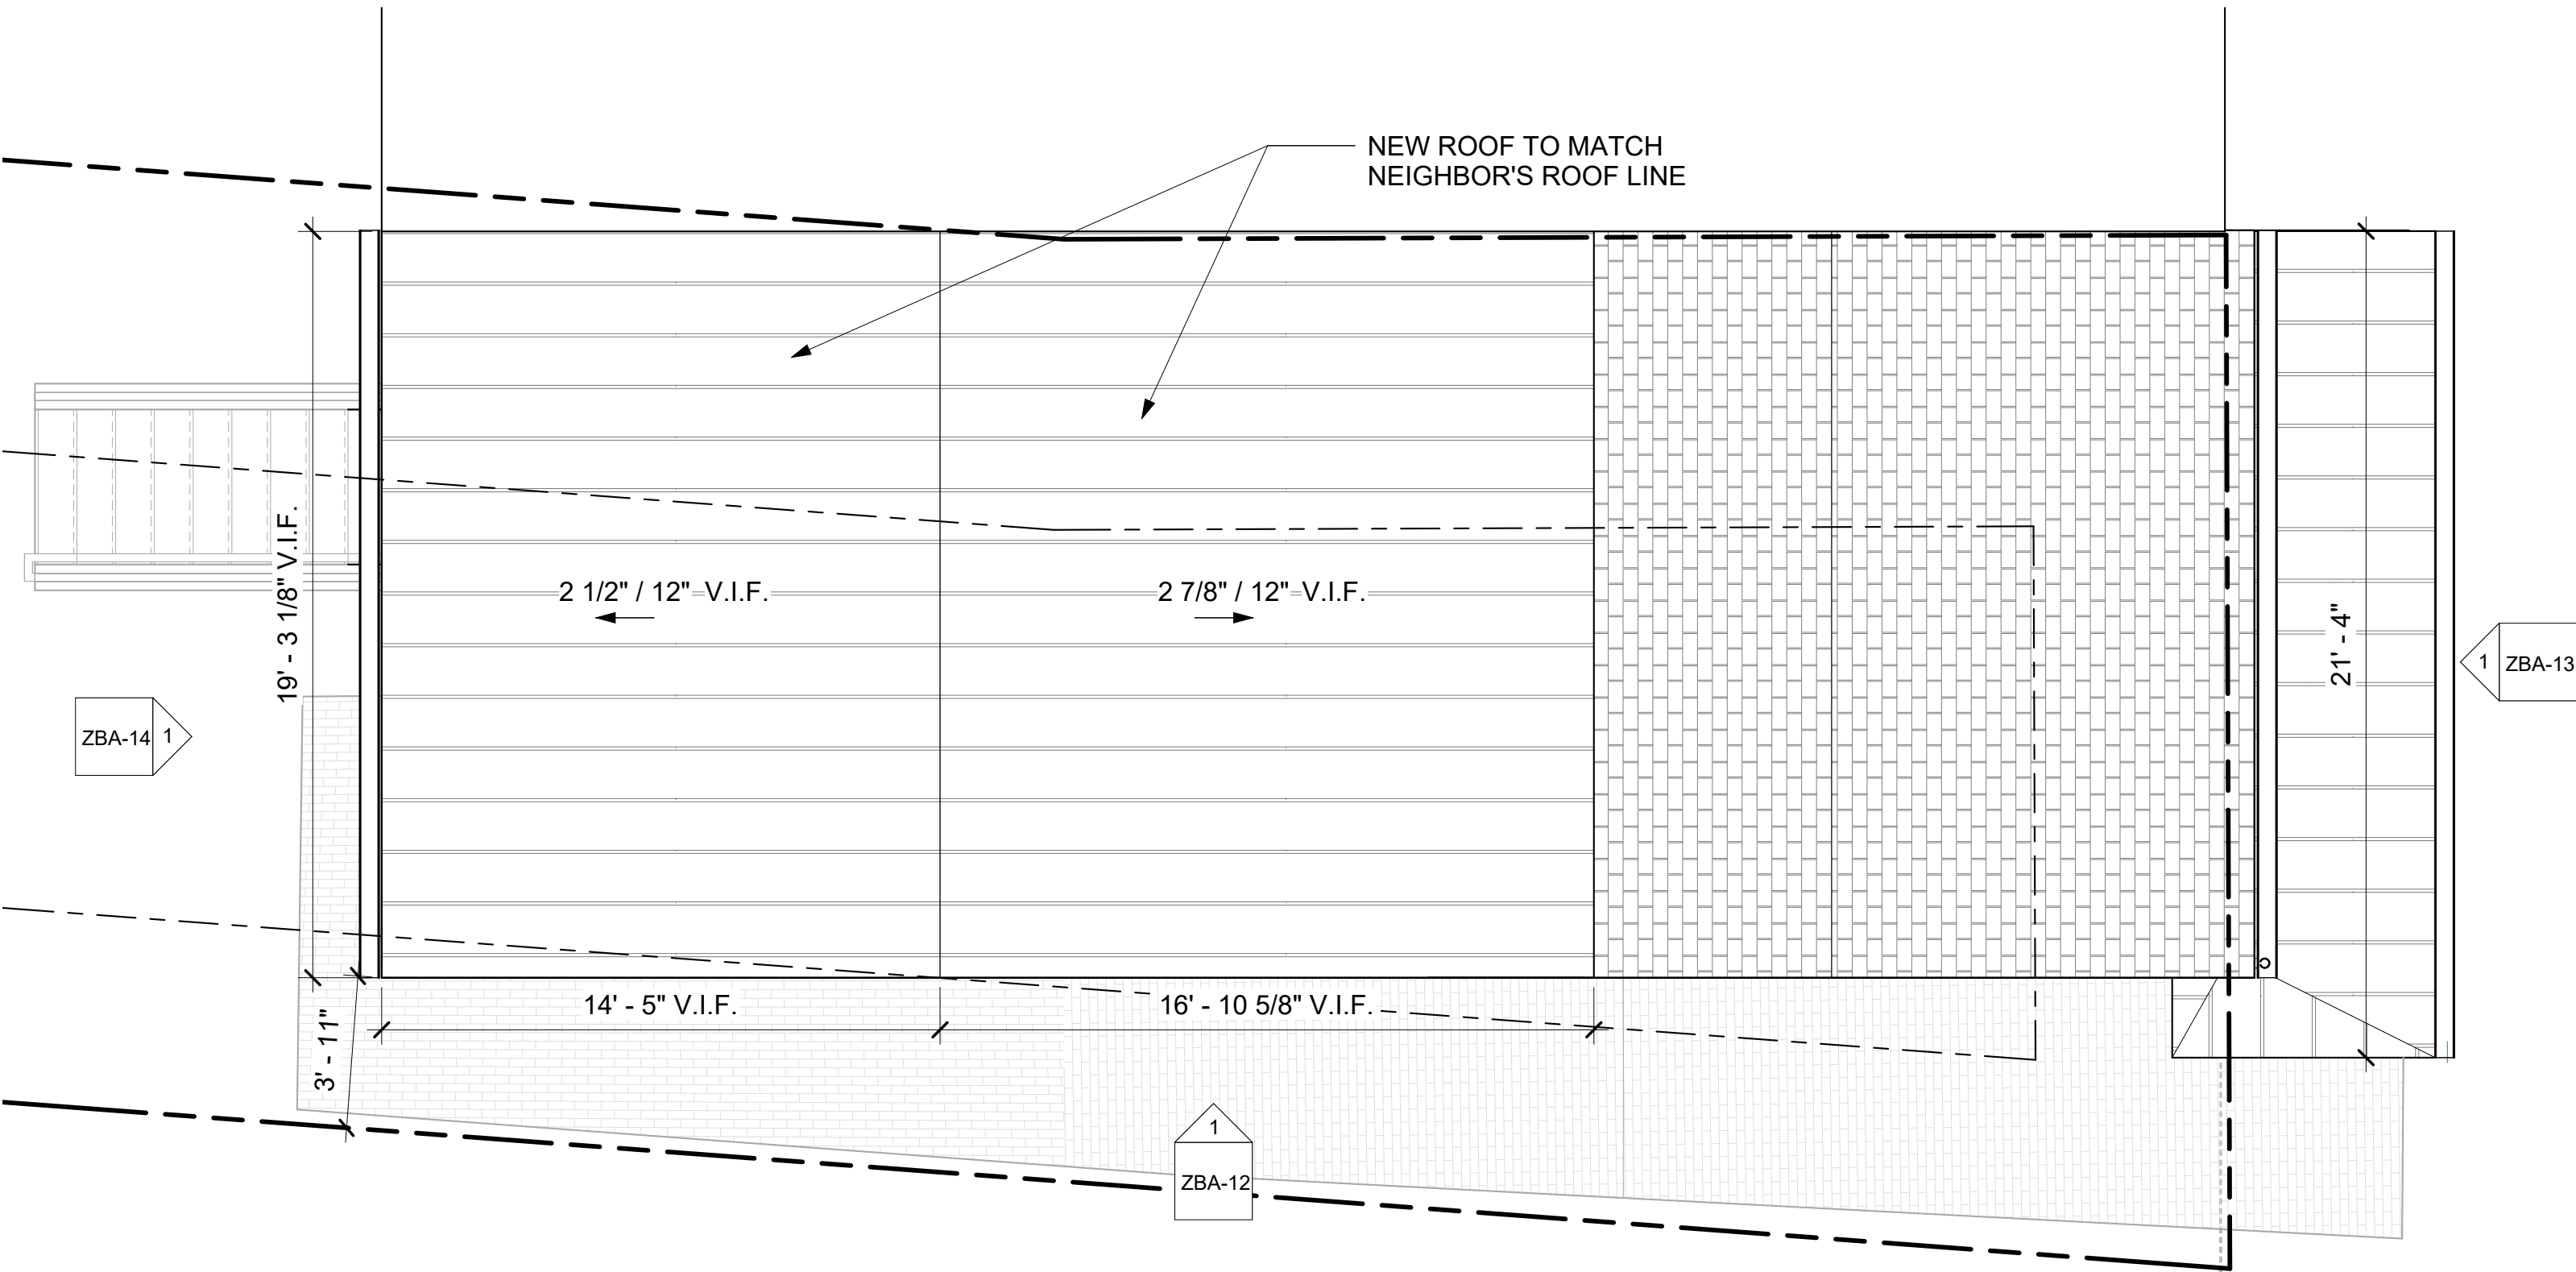 NEW ROOF TO MATCH
NEIGHBOR'S ROOF LINE
19' - 3 1/8" V.I.F.
2 1/2" / 12" V.I.F.
2 7/8" / 12" V.I.F.
21' - 4"
1 ZBA-13
ZBA-14 1
14' - 5" V.I.F.
16' - 10 5/8" V.I.F.
3' - 11"
1
ZBA-12